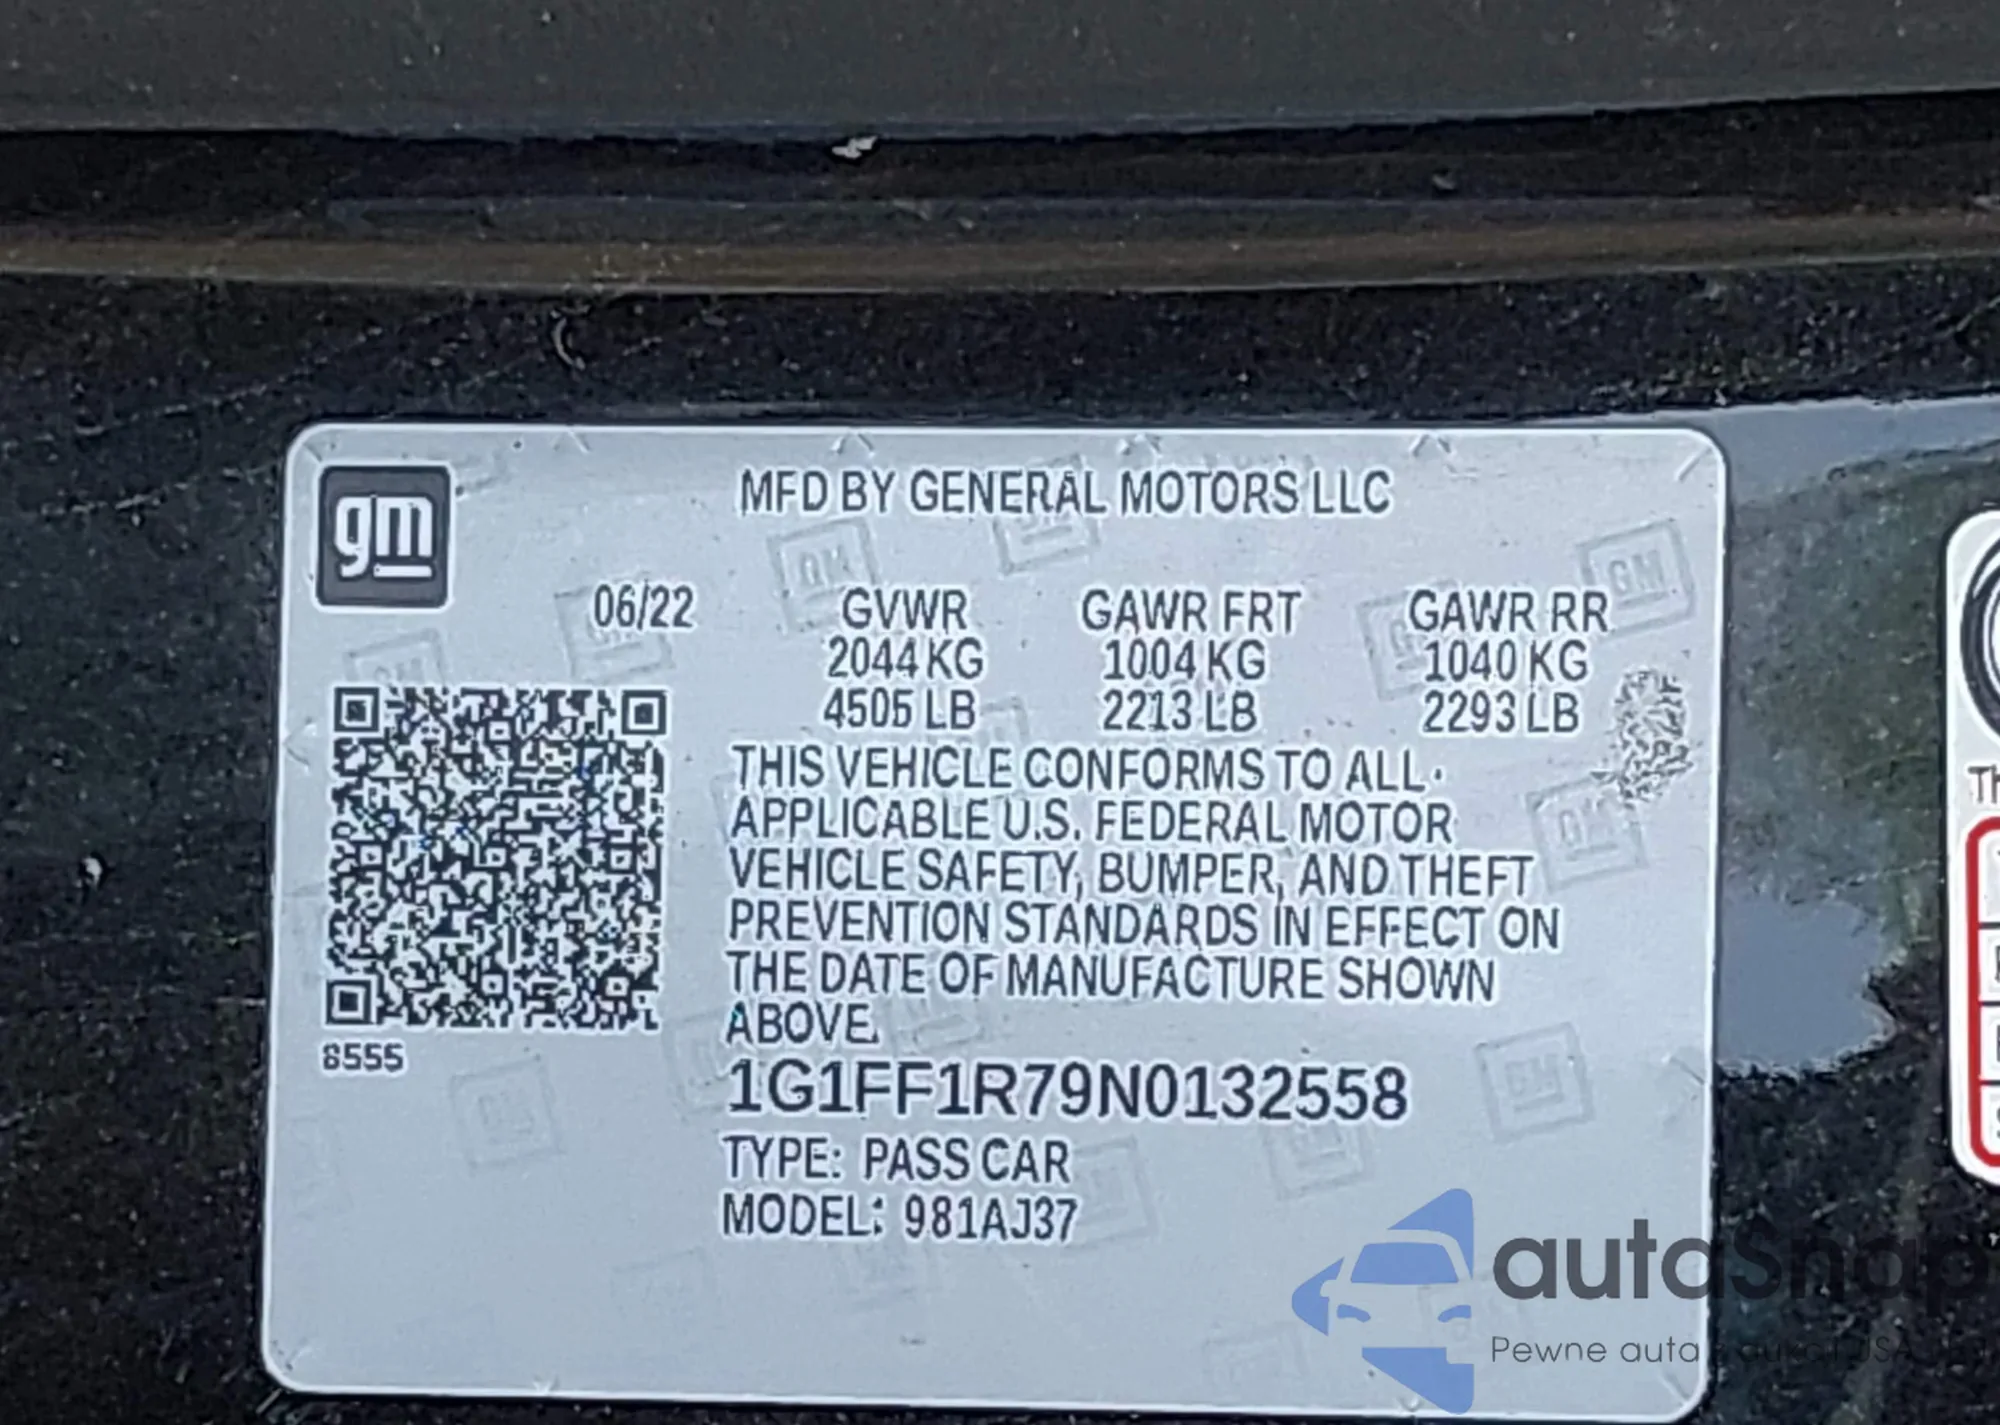 gm
MFD BY GENERAL MOTORS LLC
06/22 GVWR GAWR FRT GAWR RR
2044 KG 1004 KG 1040 KG
4505 LB 2213 LB 2293 LB
THIS VEHICLE CONFORMS TO ALL
APPLICABLE U.S. FEDERAL MOTOR
VEHICLE SAFETY, BUMPER, AND THEFT
PREVENTION STANDARDS IN EFFECT ON
THE DATE OF MANUFACTURE SHOWN
ABOVE.
8555
1G1FF1R79N0132558
TYPE: PASS CAR
MODEL: 981AJ37
Th
autaSnap
Pewne auta